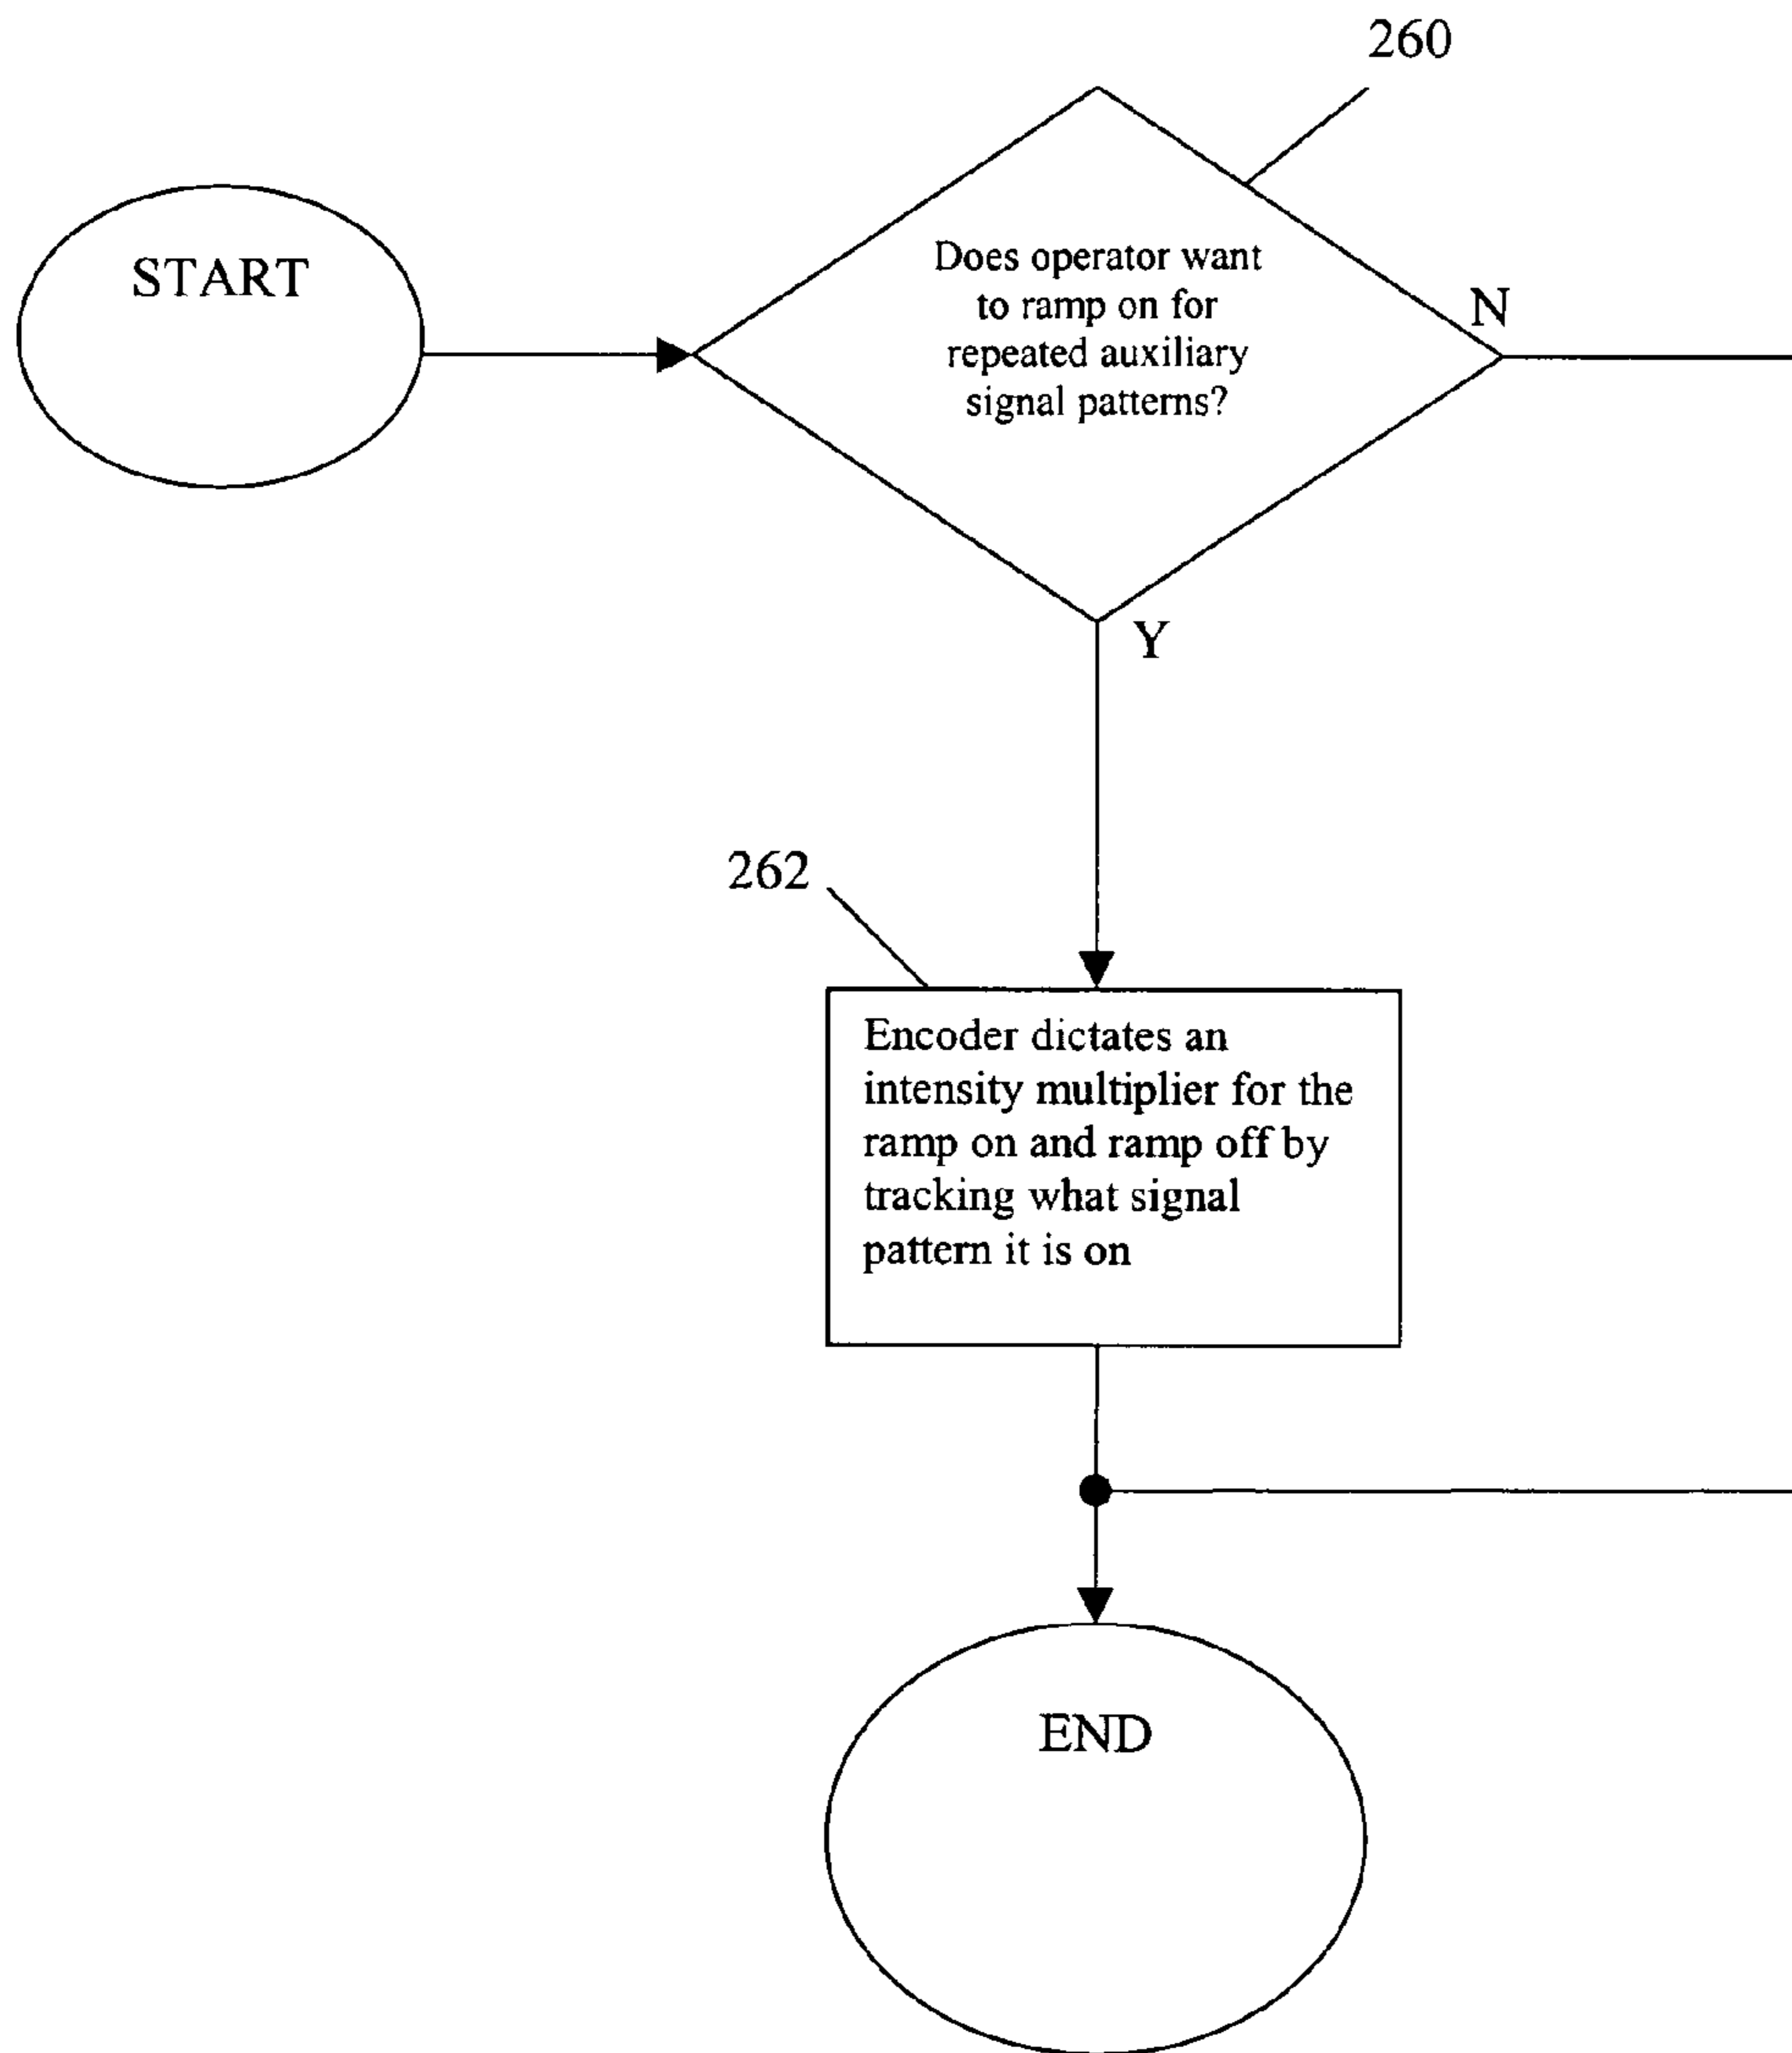 260
START
Does operator want
to ramp on for
repeated auxiliary
signal patterns?
N
Y
262
Encoder dictates an
intensity multiplier for the
ramp on and ramp off by
tracking what signal
pattern it is on
END